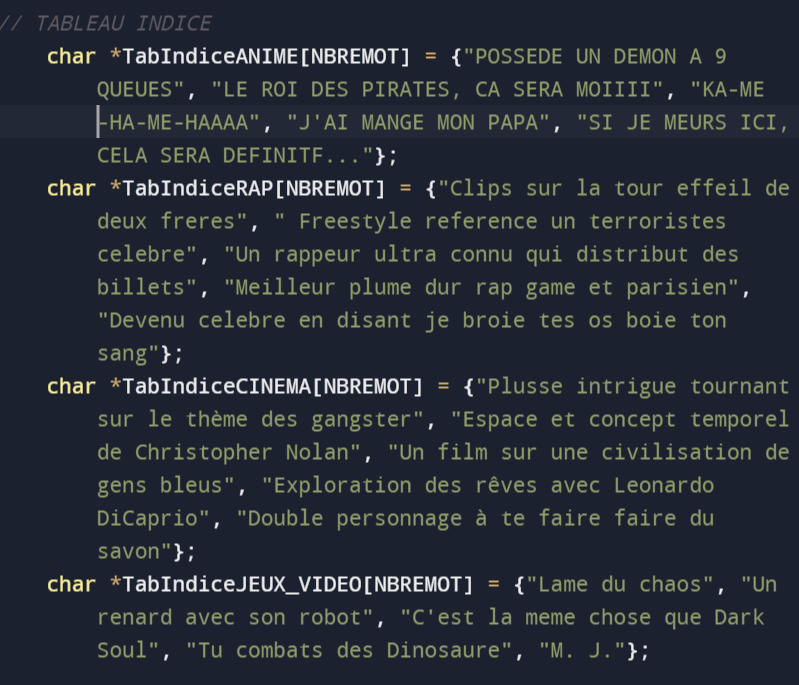 // TABLEAU INDICE
char *TabIndiceANIME[NBREMOT] = {"POSSEDE UN DEMON A 9
QUEUES", "LE ROI DES PIRATES, CA SERA MOIIII", "KA-ME
-HA-ME-HAAAA", "J'AI MANGE MON PAPA", "SI JE MEURS ICI,
CELA SERA DEFINITF..."};
char *TabIndiceRAP[NBREMOT] = {"Clips sur la tour effeil de
deux freres", " Freestyle reference un terroristes
celebre", "Un rappeur ultra connu qui distribut des
billets", "Meilleur plume dur rap game et parisien",
"Devenu celebre en disant je broie tes os boie ton
sang"};
char *TabIndiceCINEMA[NBREMOT] = {"Plusse intrigue tournant
sur le thème des gangster", "Espace et concept temporel
de Christopher Nolan", "Un film sur une civilisation de
gens bleus", "Exploration des rêves avec Leonardo
DiCaprio", "Double personnage à te faire faire du
savon"};
char *TabIndiceJEUX_VIDEO[NBREMOT] = {"Lame du chaos", "Un
renard avec son robot", "C'est la meme chose que Dark
Soul", "Tu combats des Dinosaure", "M. J."};